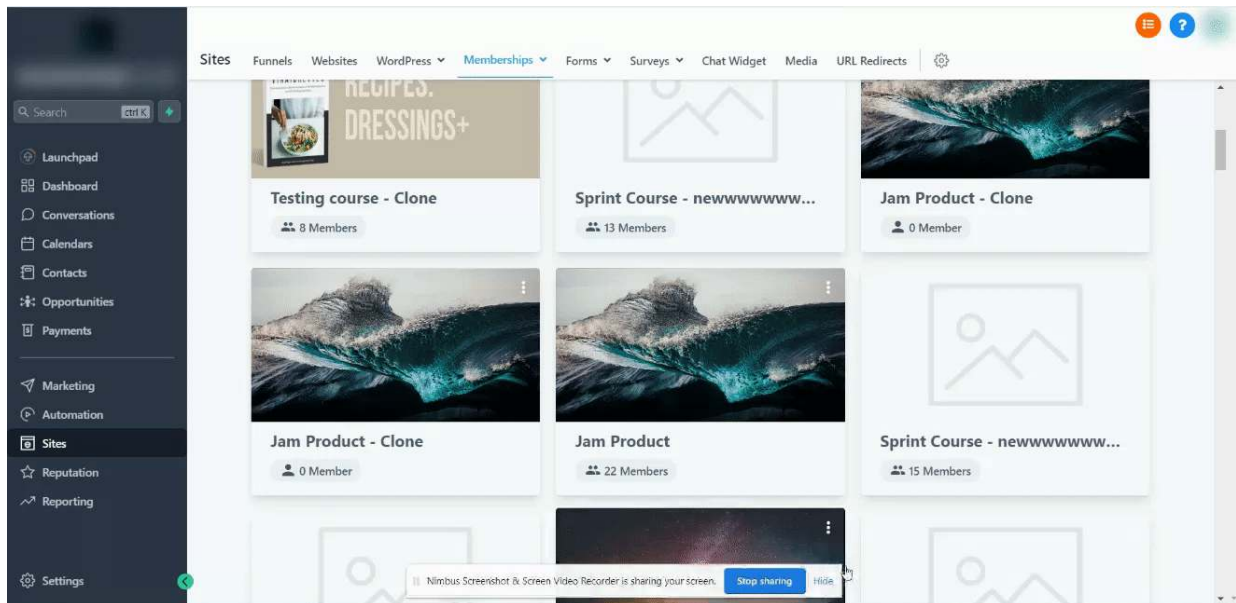 Sites Funnels Websites WordPress Memberships Forms Surveys Chat Widget Media URL Redirects
Search ctrl K
Launchpad
Dashboard
Conversations
Calendars
Contacts
Opportunities
Payments
Marketing
Automation
Sites
Reputation
Reporting
Settings
RECIPES.
DRESSINGS+
Testing course - Clone
8 Members
Sprint Course - newwwwwww...
13 Members
Jam Product - Clone
0 Member
Jam Product - Clone
0 Member
Jam Product
22 Members
Sprint Course - newwwwwww...
15 Members
Nimbus Screenshot & Screen Video Recorder is sharing your screen. Stop sharing Hide